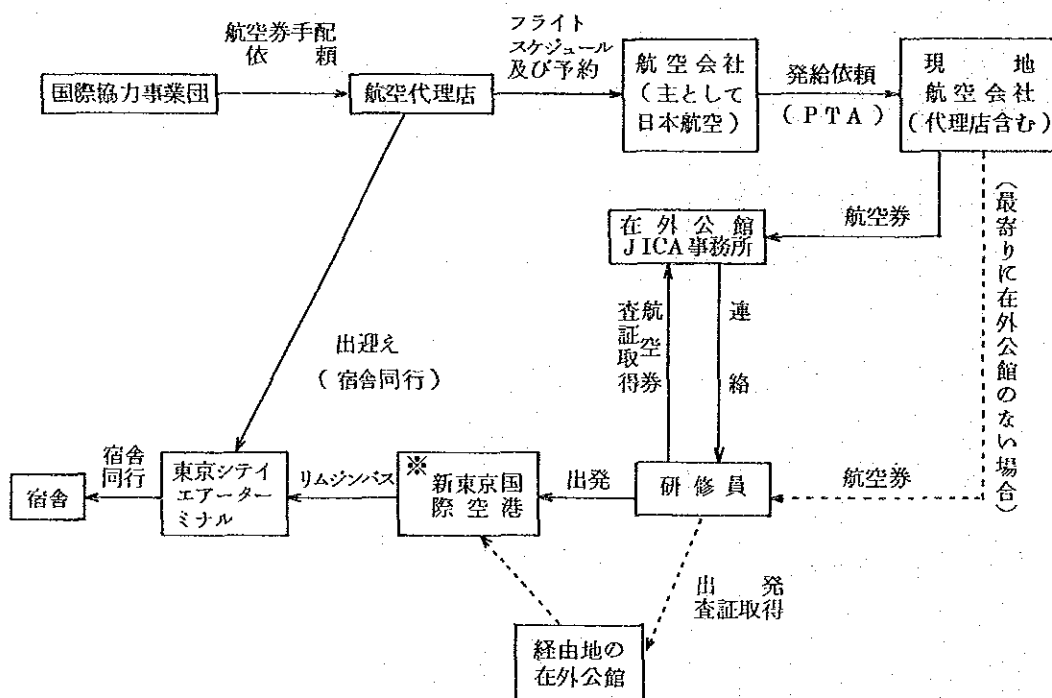 航空券手配
依頼
フライト
スケジュール
及び予約
国際協力事業団
航空代理店
航空会社
(主として
日本航空)
発給依頼
(PTA)
現地
航空会社
(代理店含む)
在外公館
JICA事務所
航空券
(最寄りに在外公館のない場合)
航空券
査証取得
連絡
出迎え
(宿舎同行)
宿舎
宿舎
同行
東京シテイ
エアーター
ミナル
リムジンバス
※
新東京国
際空港
出発
研修員
航空券
出発
査証取得
経由地の
在外公館